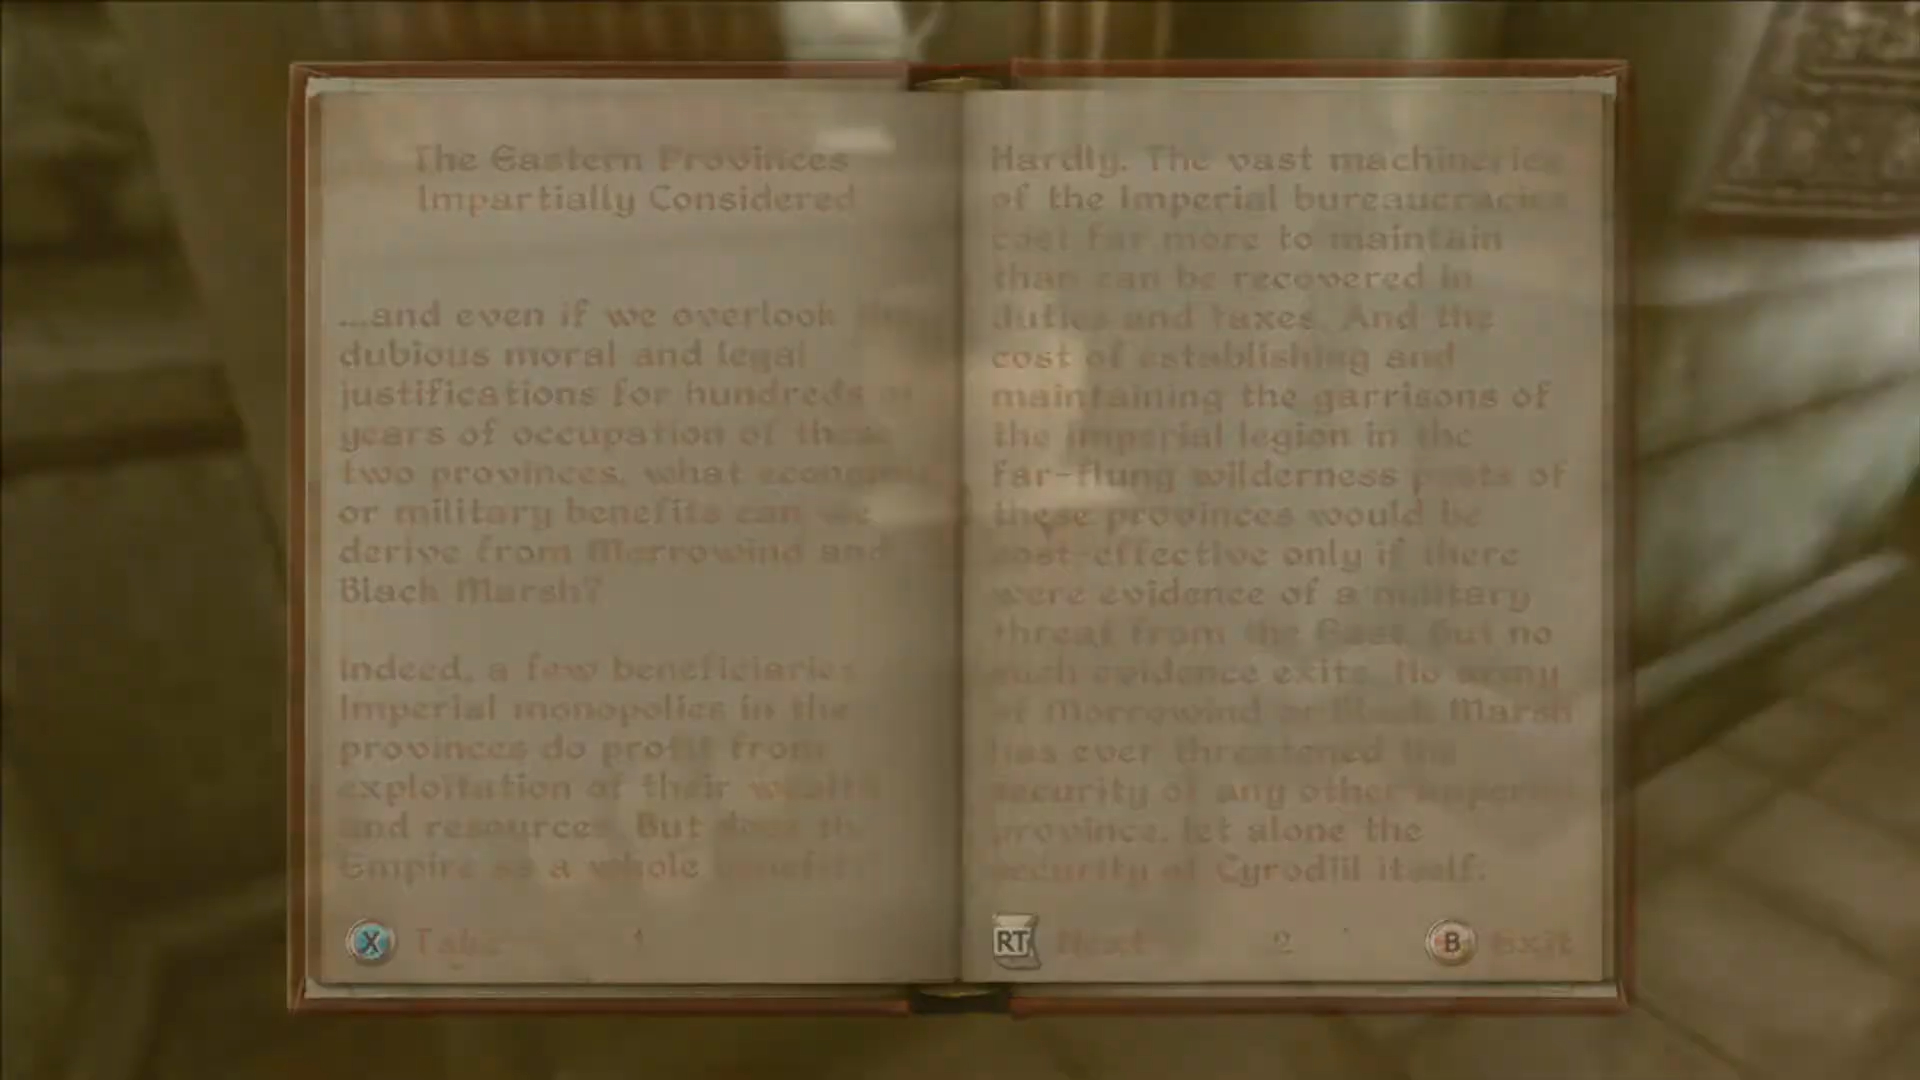 The Eastern Provinces
Impartially Considered
...and even if we overlook the
dubious moral and legal
justifications for hundreds of
years of occupation of these
two provinces, what economic
or military benefits can we
derive from Morrowind and
Black Marsh?
Indeed, a few beneficiaries
Imperial monopolies in the
provinces do profit from
exploitation of their wealth
and resources. But does the
Empire as a whole benefit?
X Take 1
Hardly. The vast machineries
of the Imperial bureaucracies
cost far more to maintain
than can be recovered in
duties and taxes. And the
cost of establishing and
maintaining the garrisons of
the imperial legion in the
far-flung wilderness posts of
these provinces would be
cost-effective only if there
were evidence of a military
threat from the East, but no
such evidence exits. No army
of Morrowind or Black Marsh
has ever threatened the
security of any other imperial
province, let alone the
security of Cyrodiil itself.
RT Next 2 B Exit